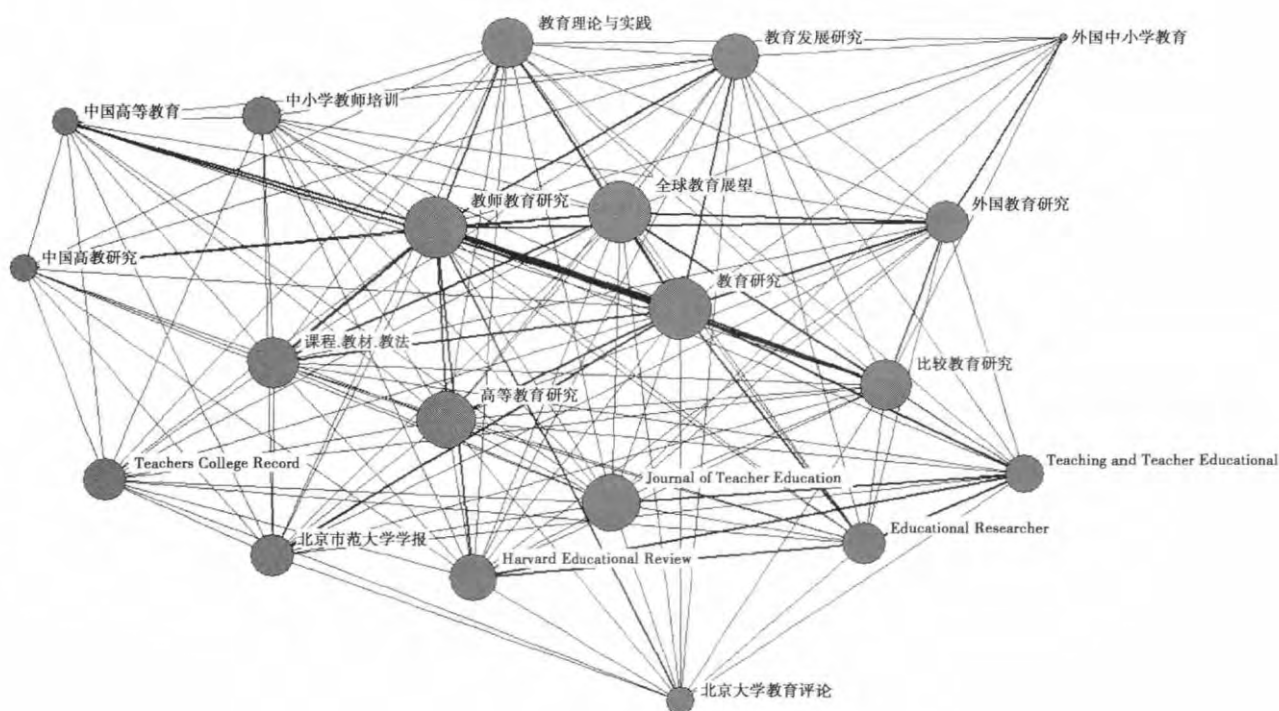 教育理论与实践
教育发展研究
外国中小学教育
中国高等教育
中小学教师培训
教师教育研究
全球教育展望
外国教育研究
中国高教研究
教育研究
课程.教材.教法
比较教育研究
高等教育研究
Teachers College Record
Journal of Teacher Education
Teaching and Teacher Educational
北京市范大学学报
Harvard Educational Review
Educational Researcher
北京大学教育评论